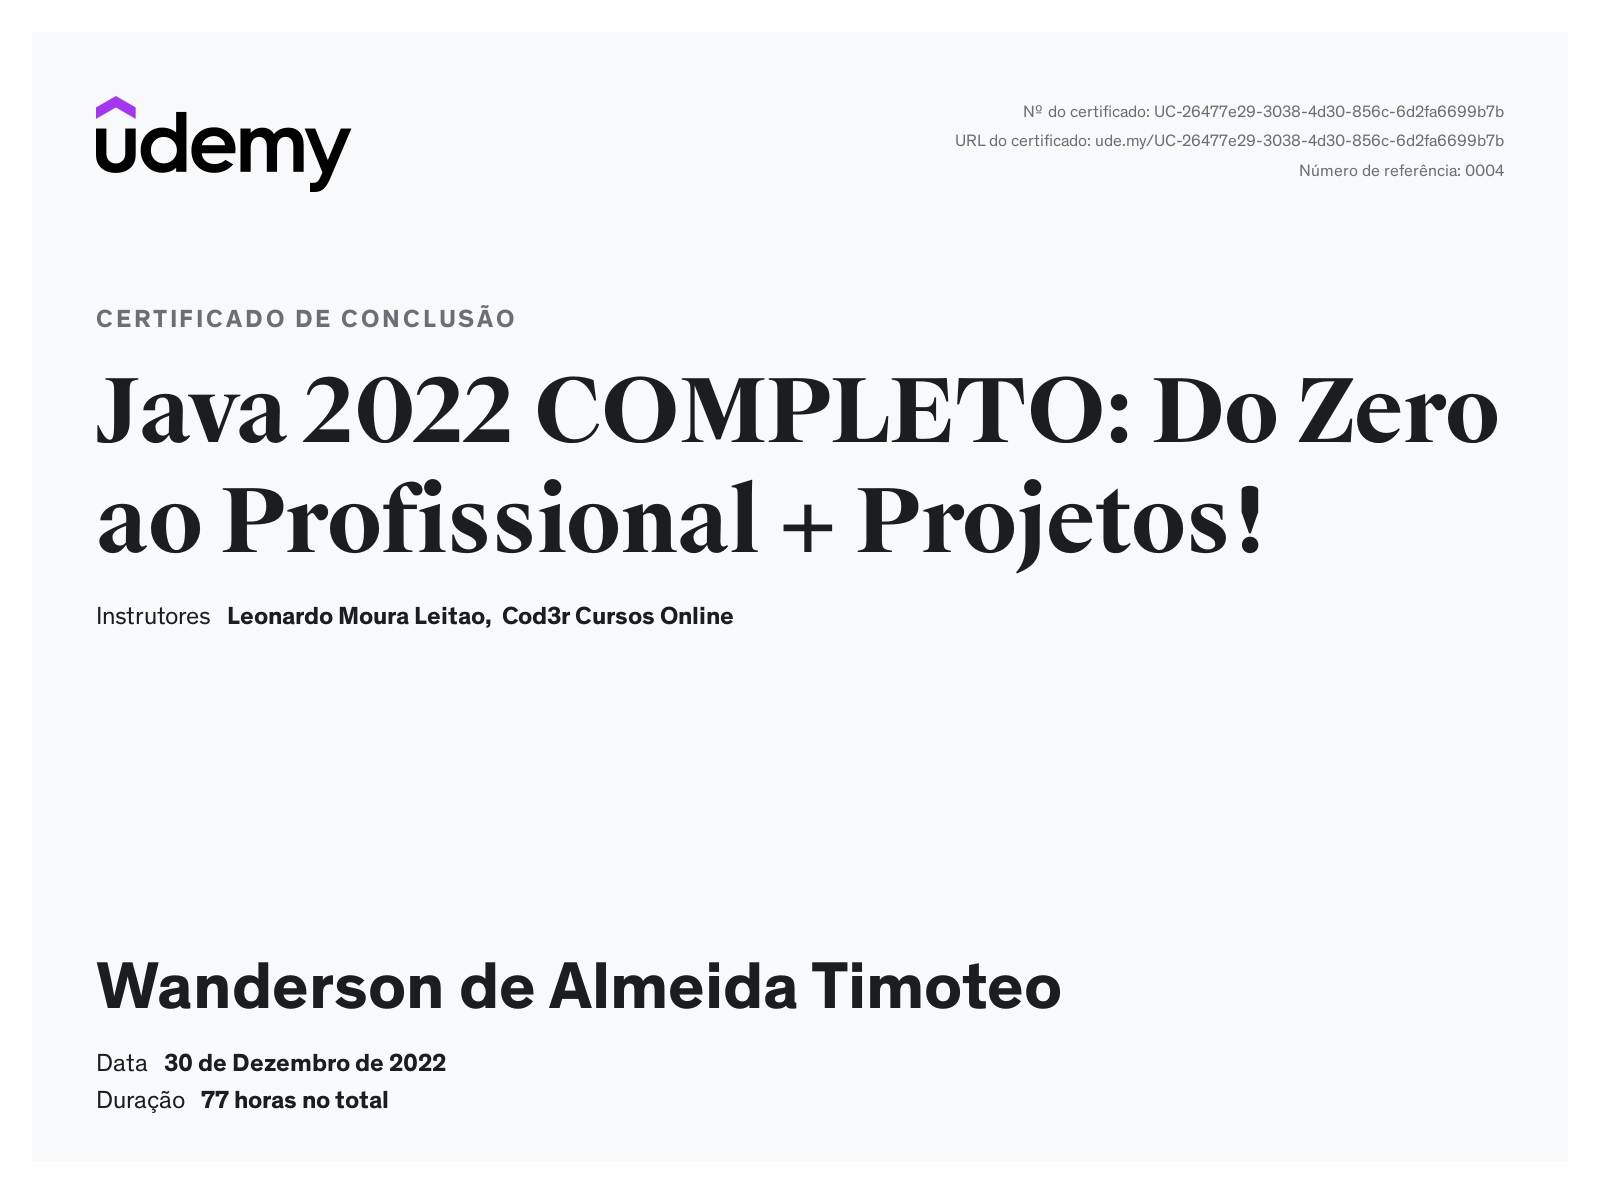 udemy
Nº do certificado: UC-26477e29-3038-4d30-856c-6d2fa6699b7b
URL do certificado: ude.my/UC-26477e29-3038-4d30-856c-6d2fa6699b7b
Número de referência: 0004
CERTIFICADO DE CONCLUSÃO
Java 2022 COMPLETO: Do Zero
ao Profissional + Projetos!
Instrutores Leonardo Moura Leitao, Cod3r Cursos Online
Wanderson de Almeida Timoteo
Data 30 de Dezembro de 2022
Duração 77 horas no total